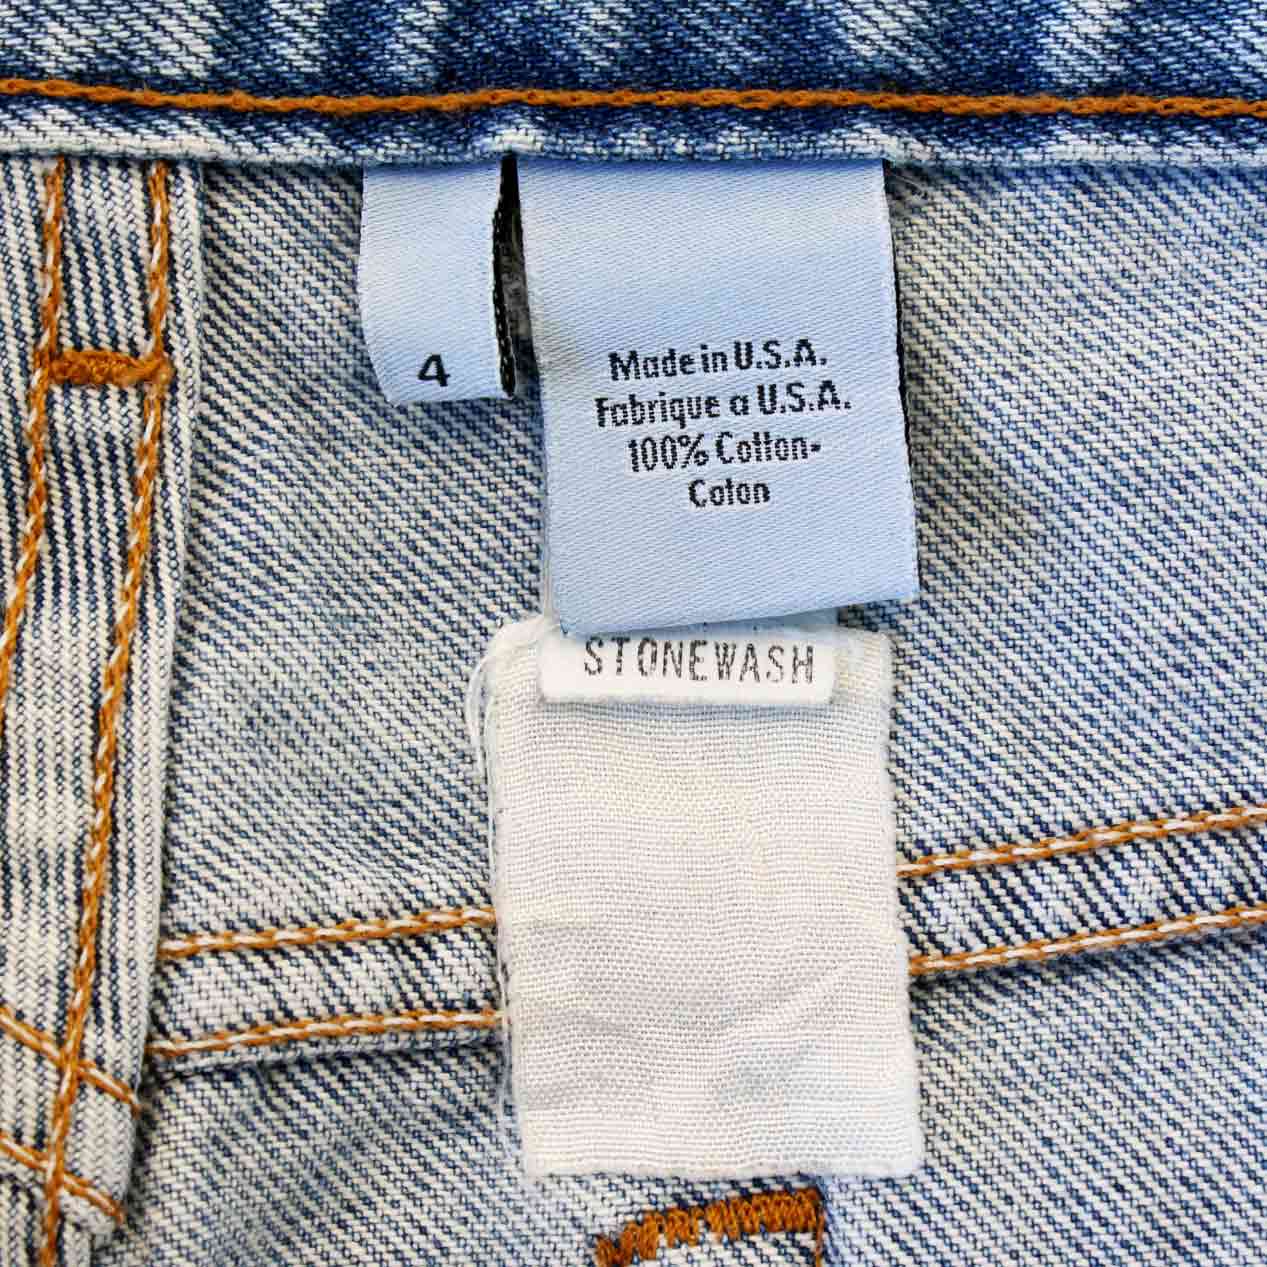 4
Made in U.S.A.
Fabrique a U.S.A.
100% Cotton-
Coton
STONEWASH